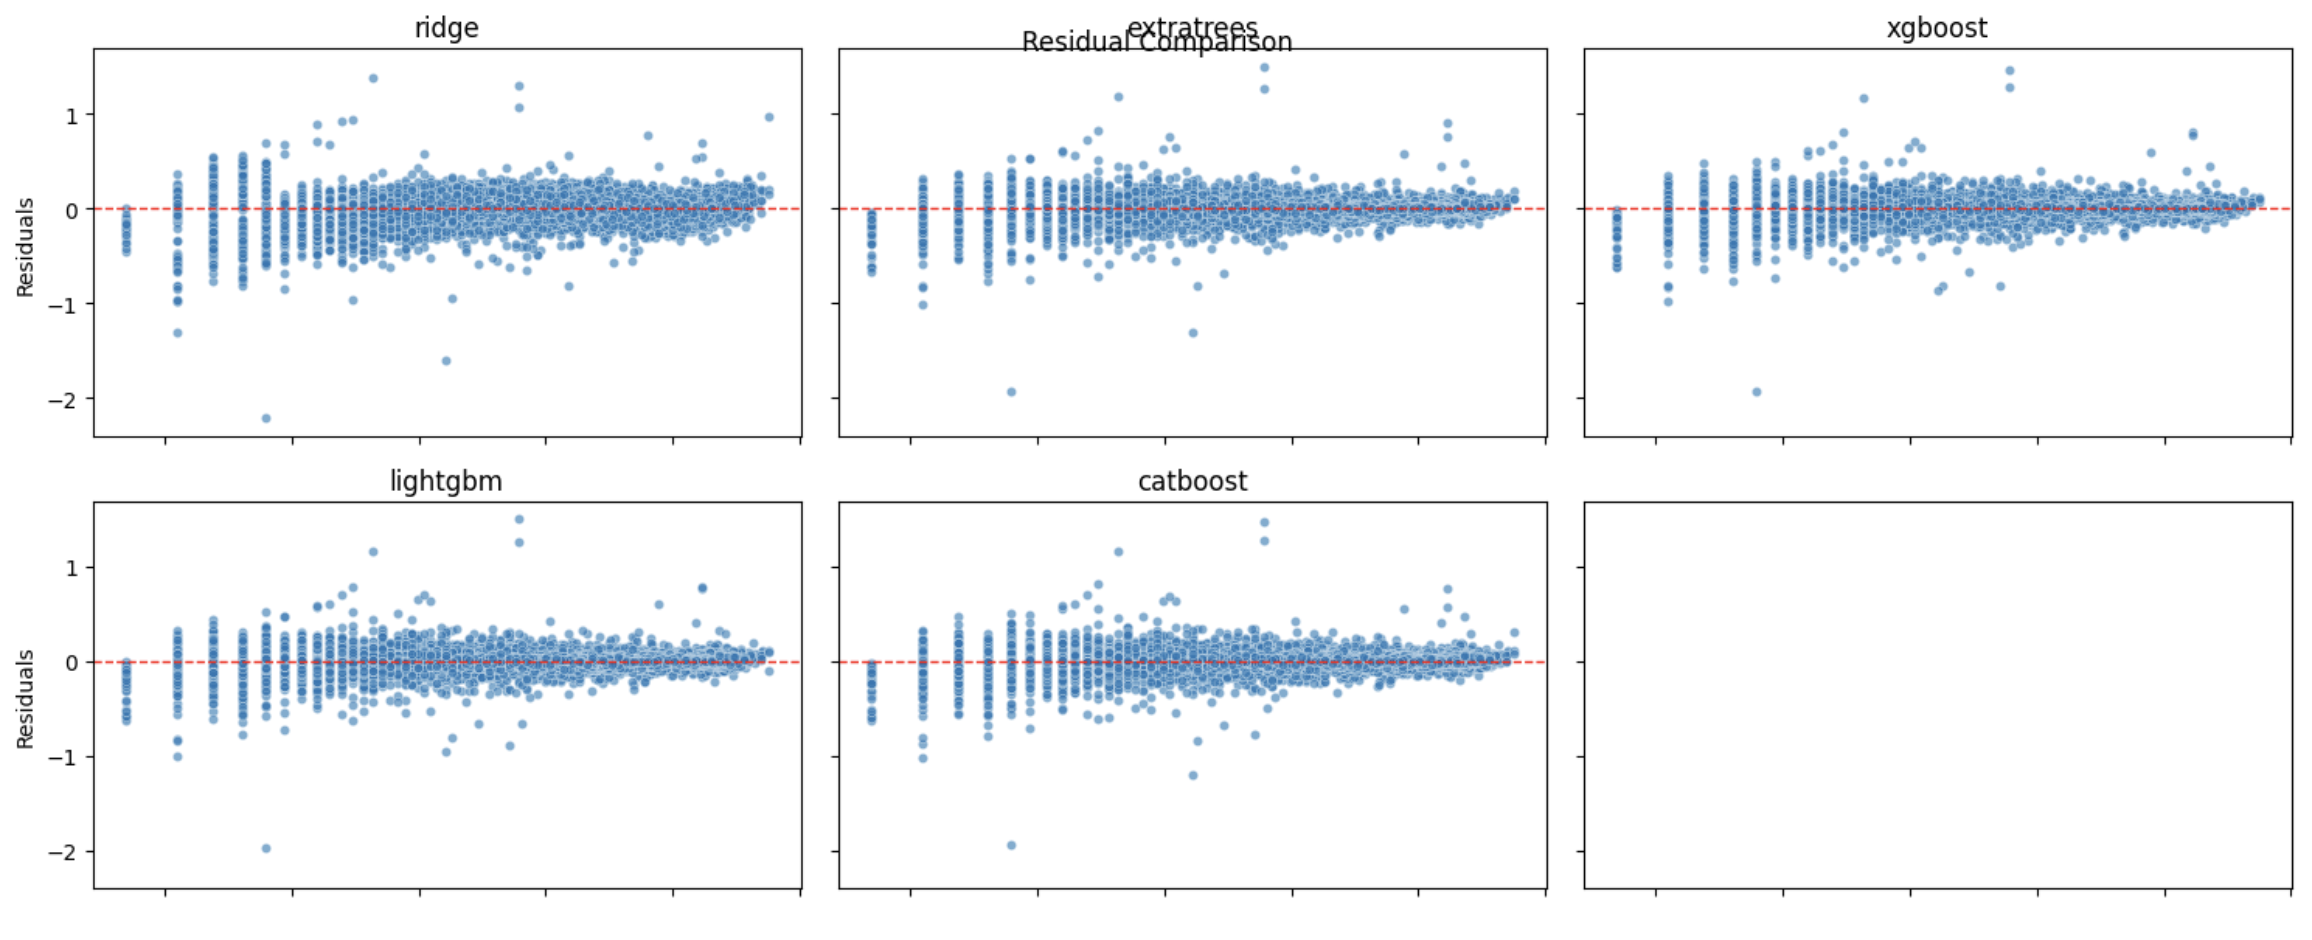 ridge
extratrees
xgboost
Residual Comparison
Residuals
1
0
−1
−2
lightgbm
catboost
Residuals
1
0
−1
−2